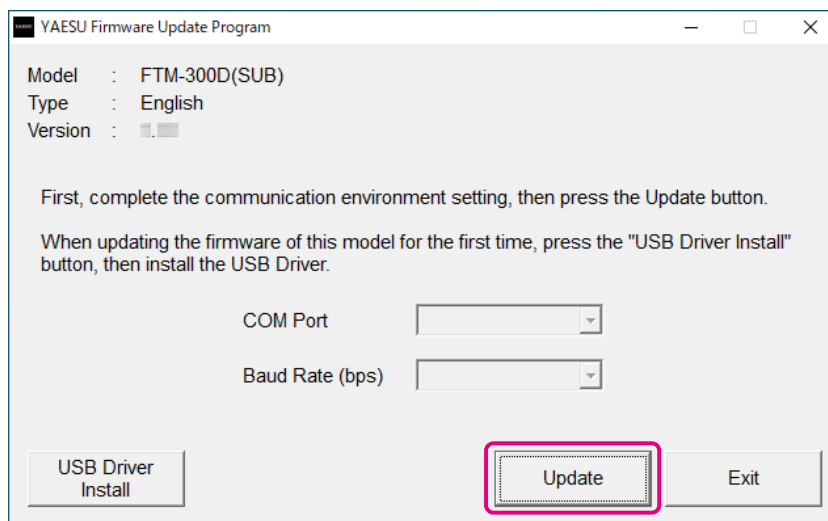 YAESU Firmware Update Program
Model : FTM-300D(SUB)
Type : English
Version :
First, complete the communication environment setting, then press the Update button.
When updating the firmware of this model for the first time, press the "USB Driver Install"
button, then install the USB Driver.
COM Port
Baud Rate (bps)
USB Driver
Install
Update
Exit